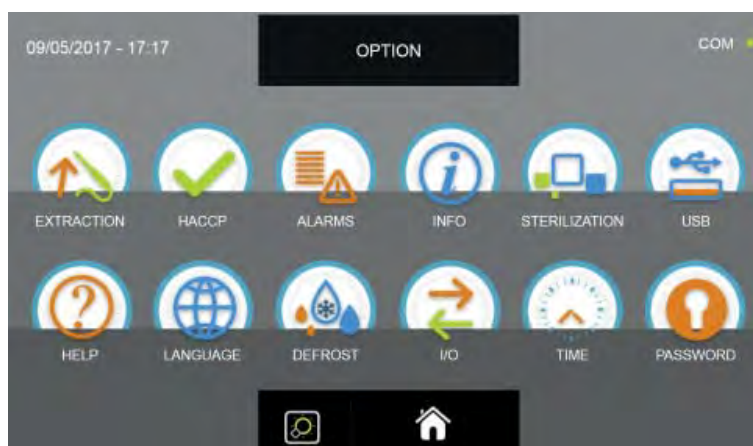 09/05/2017 - 17:17
OPTION
COM
EXTRACTION
HACCP
ALARMS
INFO
STERILIZATION
USB
HELP
LANGUAGE
DEFROST
I/O
TIME
PASSWORD